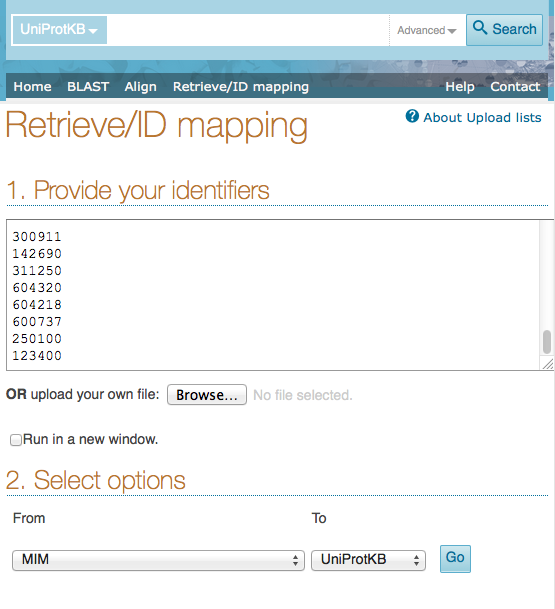 UniProtKB Advanced Search
Home BLAST Align Retrieve/ID mapping Help Contact
Retrieve/ID mapping
? About Upload lists
1. Provide your identifiers
300911
142690
311250
604320
604218
600737
250100
123400
OR upload your own file: Browse... No file selected.
Run in a new window.
2. Select options
From To
MIM UniProtKB Go